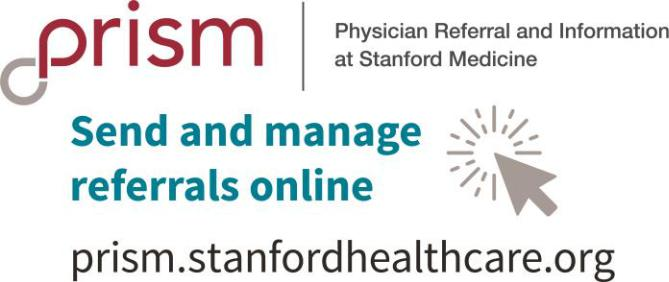 prism
Physician Referral and Information
at Stanford Medicine
Send and manage
referrals online
prism.stanfordhealthcare.org